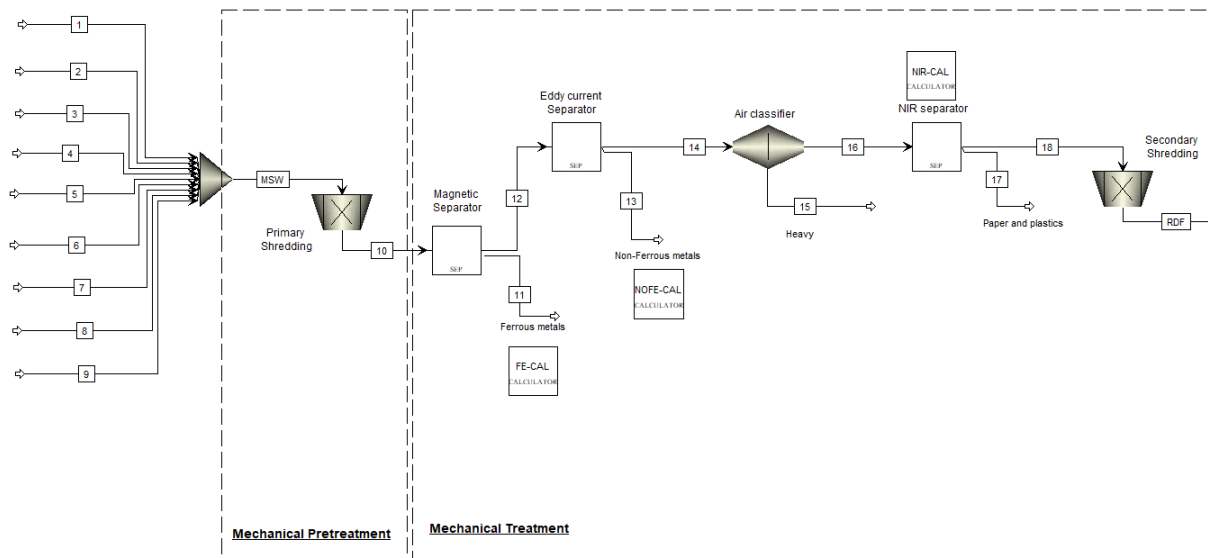 1
2
3
4
5
6
7
8
9
MSW
Primary
Shredding
10
Mechanical Pretreatment
Magnetic
Separator
SEP
11
Ferrous metals
FE-CAL
CALCULATOR
12
Eddy current
Separator
SEP
13
Non-Ferrous metals
NOFE-CAL
CALCULATOR
14
Air classifier
15
Heavy
16
NIR-CAL
CALCULATOR
NIR separator
SEP
17
Paper and plastics
18
Secondary
Shredding
RDF
Mechanical Treatment